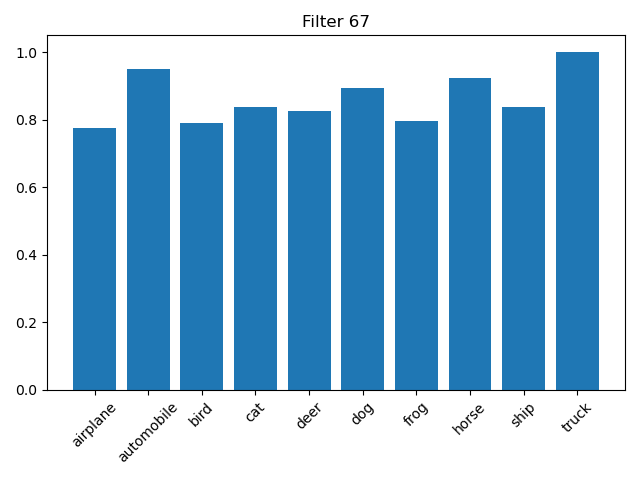 Filter 67
1.0
0.8
0.6
0.4
0.2
0.0
airplane
automobile
bird
cat
deer
dog
frog
horse
ship
truck